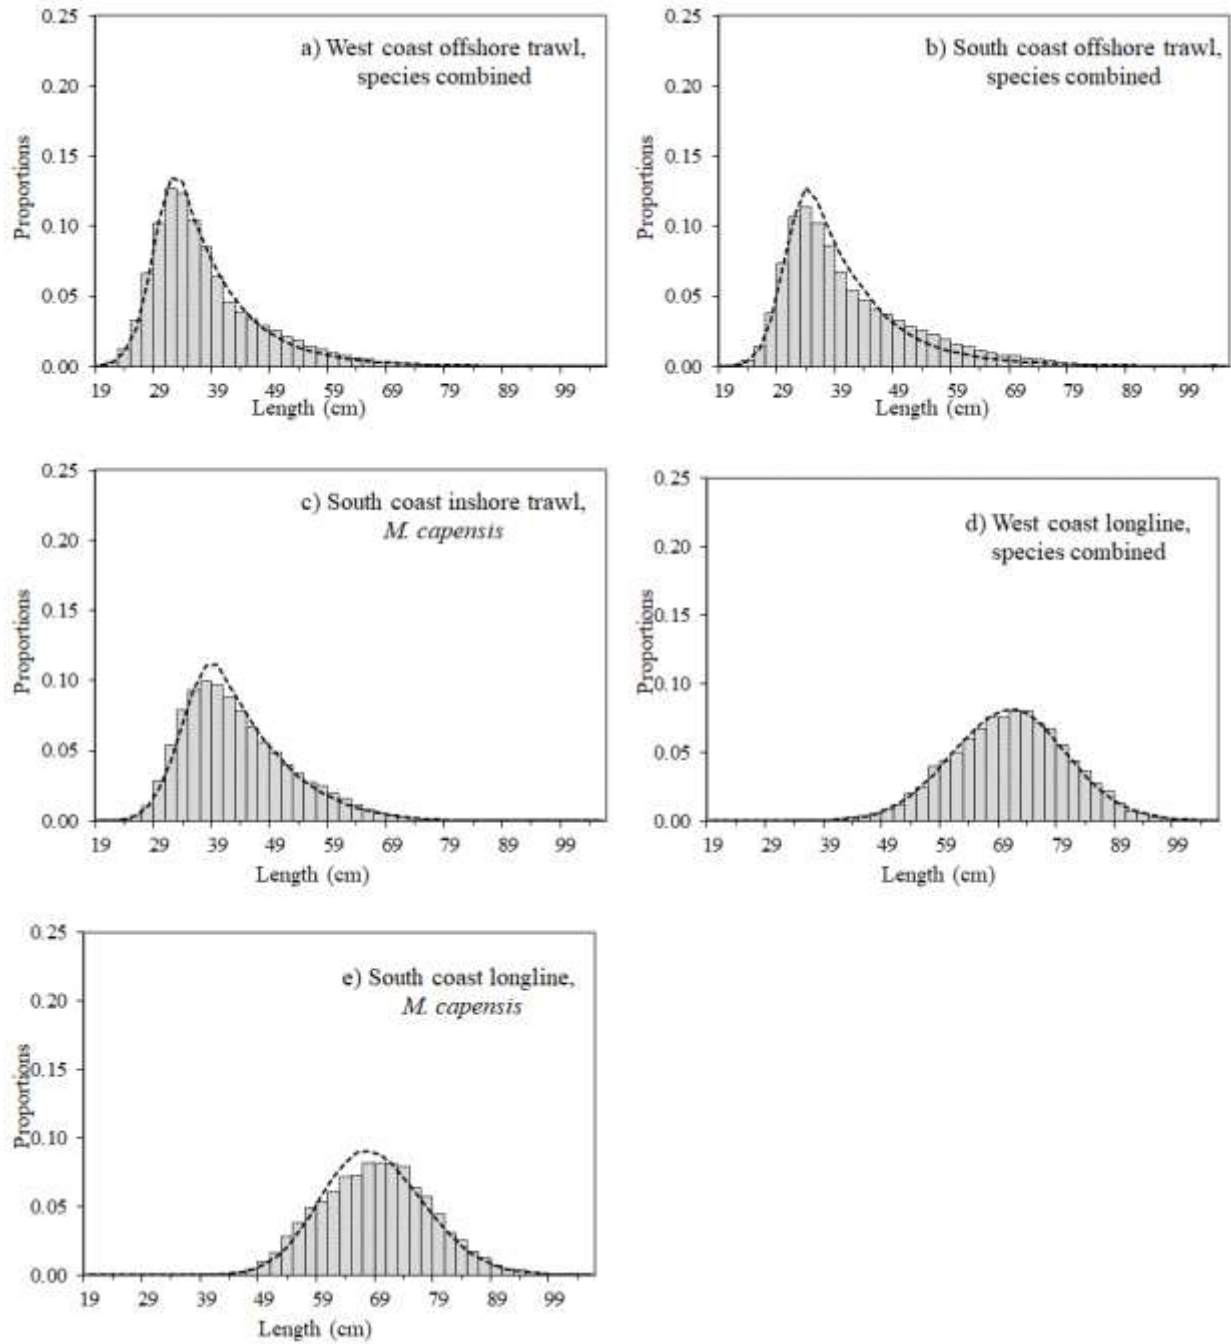 0.25
a) West coast offshore trawl,
species combined
0.20
0.15
0.10
0.05
0.00
Proportions
19 29 39 49 59 69 79 89 99
Length (cm)
0.25
b) South coast offshore trawl,
species combined
0.20
0.15
0.10
0.05
0.00
Proportions
19 29 39 49 59 69 79 89 99
Length (cm)
0.25
c) South coast inshore trawl,
M. capensis
0.20
0.15
0.10
0.05
0.00
Proportions
19 29 39 49 59 69 79 89 99
Length (cm)
0.25
d) West coast longline,
species combined
0.20
0.15
0.10
0.05
0.00
Proportions
19 29 39 49 59 69 79 89 99
Length (cm)
0.25
e) South coast longline,
M. capensis
0.20
0.15
0.10
0.05
0.00
Proportions
19 29 39 49 59 69 79 89 99
Length (cm)